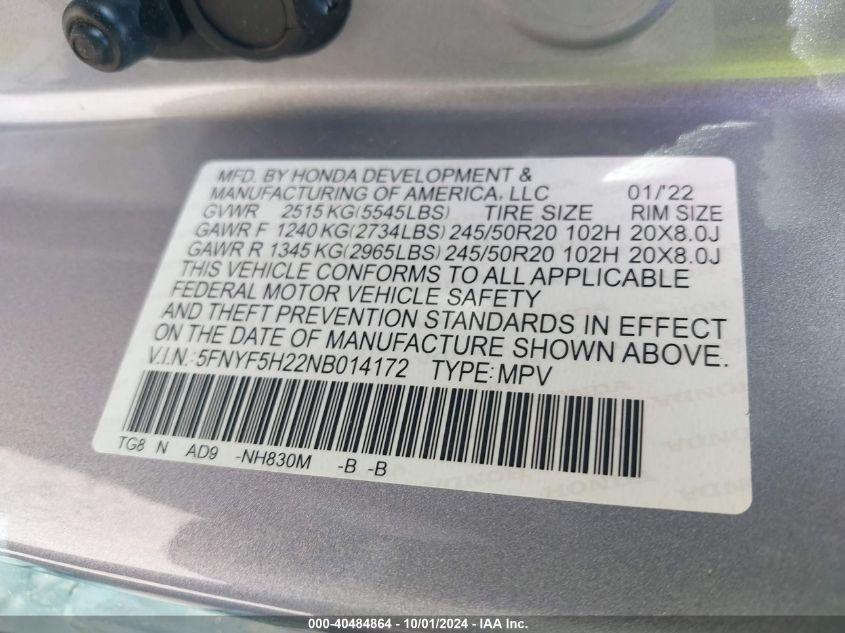 MFD. BY HONDA DEVELOPMENT &
MANUFACTURING OF AMERICA, LLC 01/'22
GVWR 2515 KG(5545LBS) TIRE SIZE RIM SIZE
GAWR F 1240 KG(2734LBS) 245/50R20 102H 20X8.0J
GAWR R 1345 KG(2965LBS) 245/50R20 102H 20X8.0J
THIS VEHICLE CONFORMS TO ALL APPLICABLE
FEDERAL MOTOR VEHICLE SAFETY
AND THEFT PREVENTION STANDARDS IN EFFECT
ON THE DATE OF MANUFACTURE SHOWN ABOVE.
V.I.N.: 5FNYF5H22NB014172 TYPE: MPV
TG8 N AD9 -NH830M -B -B
HONDA
000-40484864 - 10/01/2024 - IAA Inc.